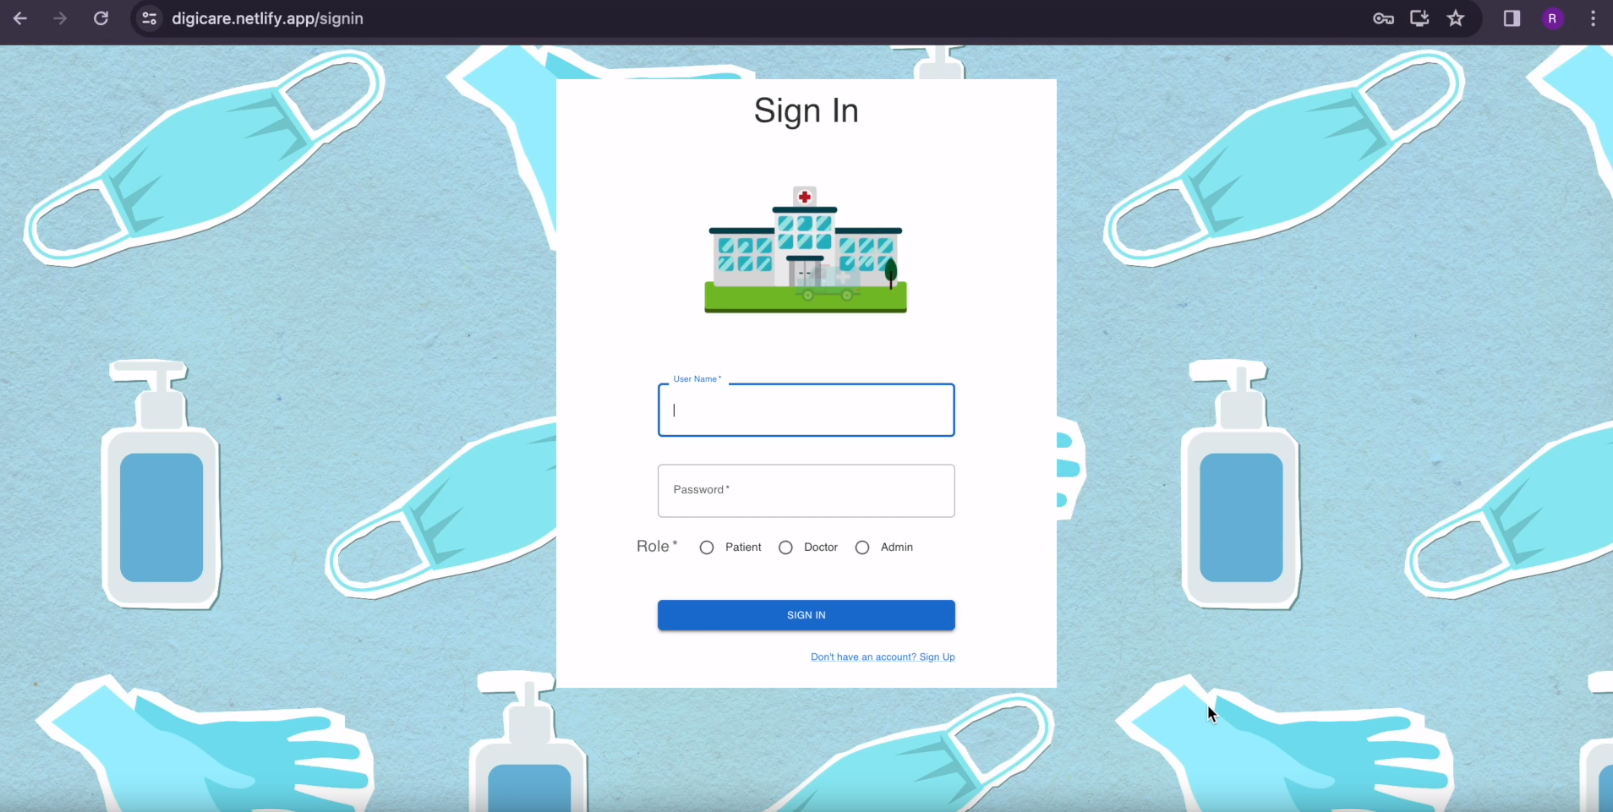 digicare.netlify.app/signin
R
Sign In
User Name *
Password *
Role * Patient Doctor Admin
SIGN IN
Don't have an account? Sign Up